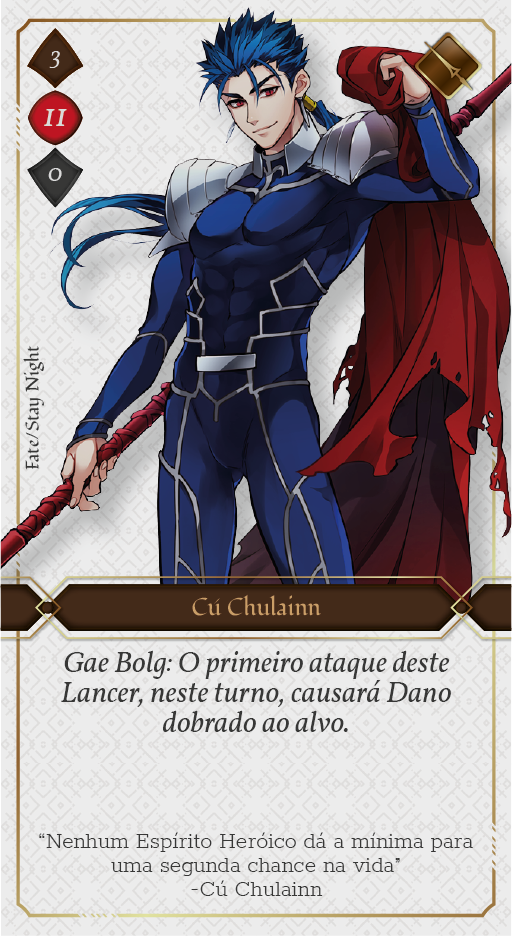 3
II
0
Fate/Stay Night
Cú Chulainn
Gae Bolg: O primeiro ataque deste
Lancer, neste turno, causará Dano
dobrado ao alvo.
“Nenhum Espírito Heróico dá a mínima para
uma segunda chance na vida”
-Cú Chulainn